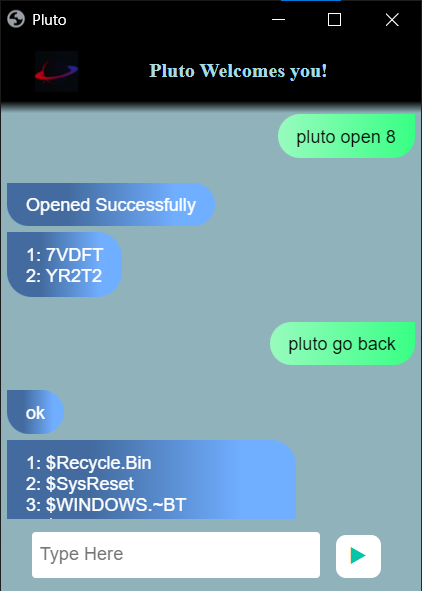 Pluto
Pluto Welcomes you!
pluto open 8
Opened Successfully
1: 7VDFT
2: YR2T2
pluto go back
ok
1: $Recycle.Bin
2: $SysReset
3: $WINDOWS.~BT
Type Here